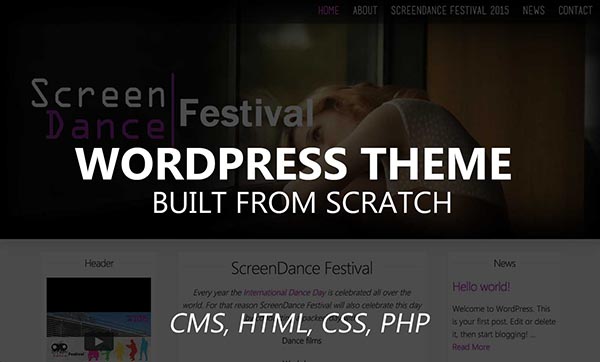 HOME ABOUT SCREENDANCE FESTIVAL 2015 NEWS CONTACT
Screen
Dance
Festival
WORDPRESS THEME
BUILT FROM SCRATCH
Header
ScreenDance Festival
Every year the International Dance Day is celebrated all over the
world. For that reason ScreenDance Festival will also celebrate this day
Dance films
News
Hello world!
Welcome to WordPress. This
is your first post. Edit or delete
it, then start blogging! ...
Read More
CMS, HTML, CSS, PHP